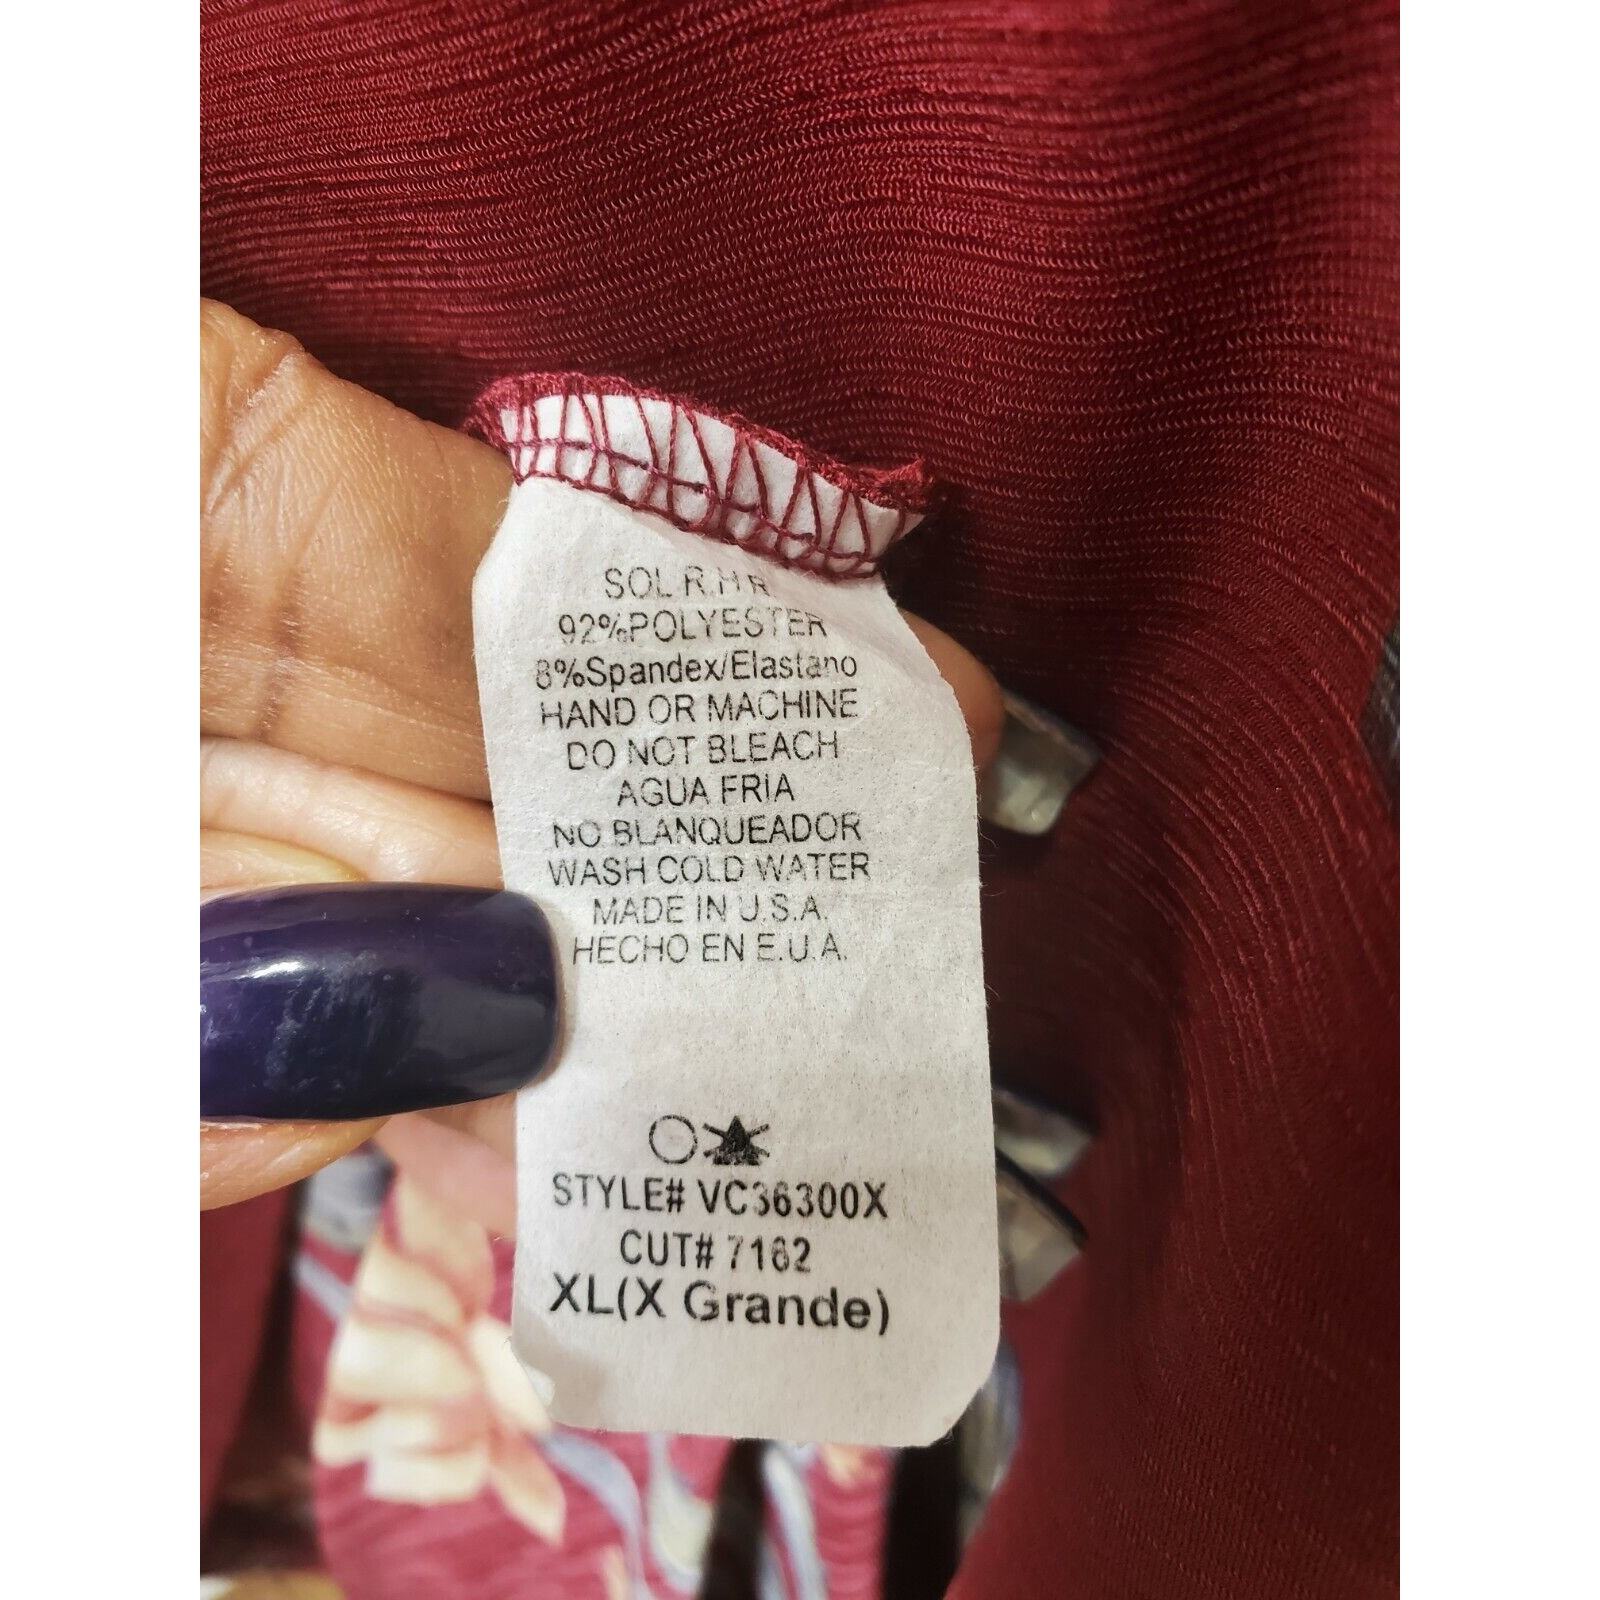 SOL R.H R
92%POLYESTER
8%Spandex/Elastano
HAND OR MACHINE
DO NOT BLEACH
AGUA FRIA
NO BLANQUEADOR
WASH COLD WATER
MADE IN U.S.A.
HECHO EN E.U.A.
STYLE# VC36300X
CUT# 7162
XL(X Grande)